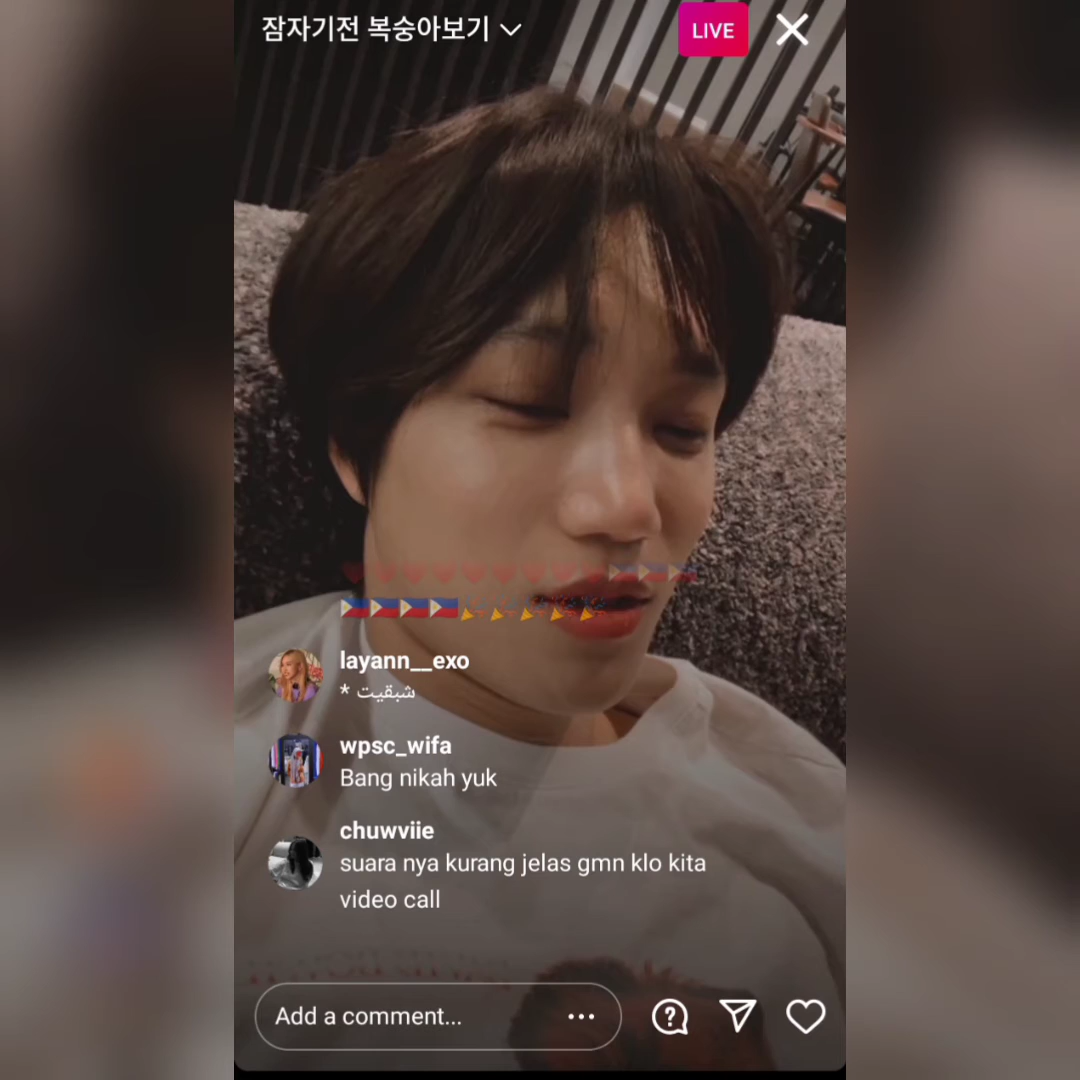 잠자기전 복숭아보기
LIVE
layann__exo
شبقيت *
wpsc_wifa
Bang nikah yuk
chuwviie
suara nya kurang jelas gmn klo kita
video call
Add a comment...